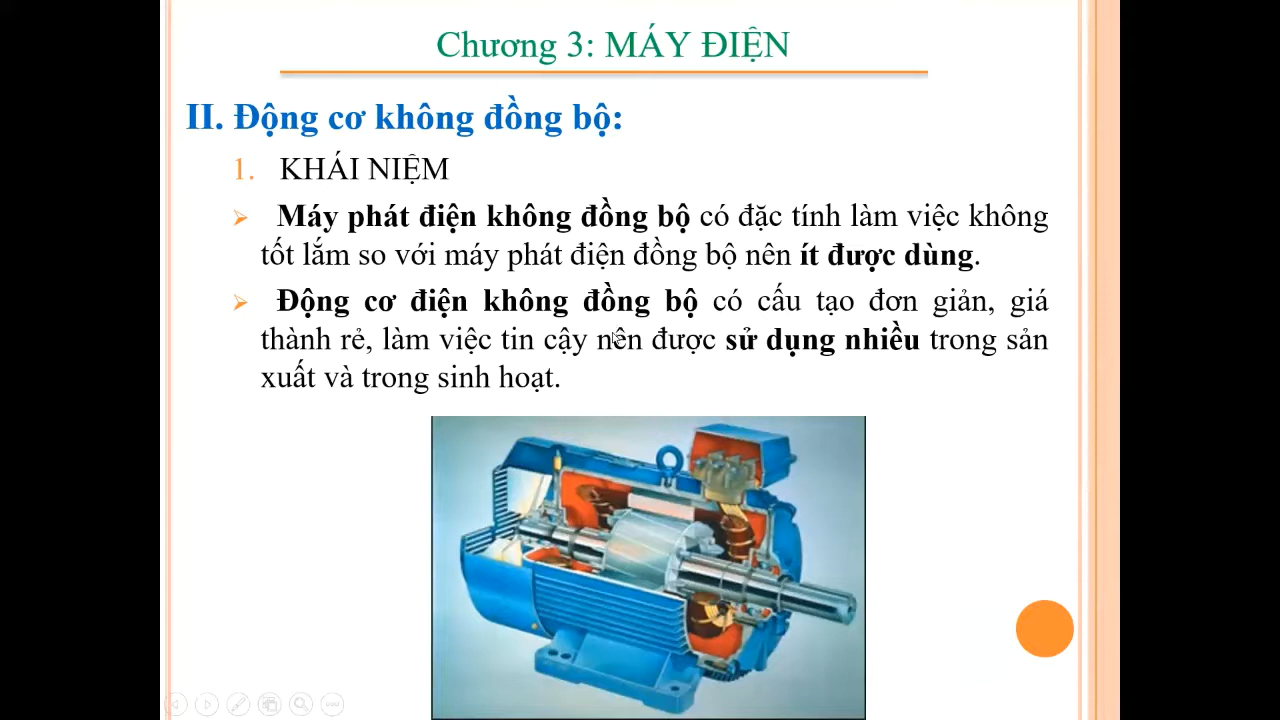 Chương 3: MÁY ĐIỆN
II. Động cơ không đồng bộ:
1. KHÁI NIỆM
Máy phát điện không đồng bộ có đặc tính làm việc không
tốt lắm so với máy phát điện đồng bộ nên ít được dùng.
Động cơ điện không đồng bộ có cấu tạo đơn giản, giá
thành rẻ, làm việc tin cậy nên được sử dụng nhiều trong sản
xuất và trong sinh hoạt.